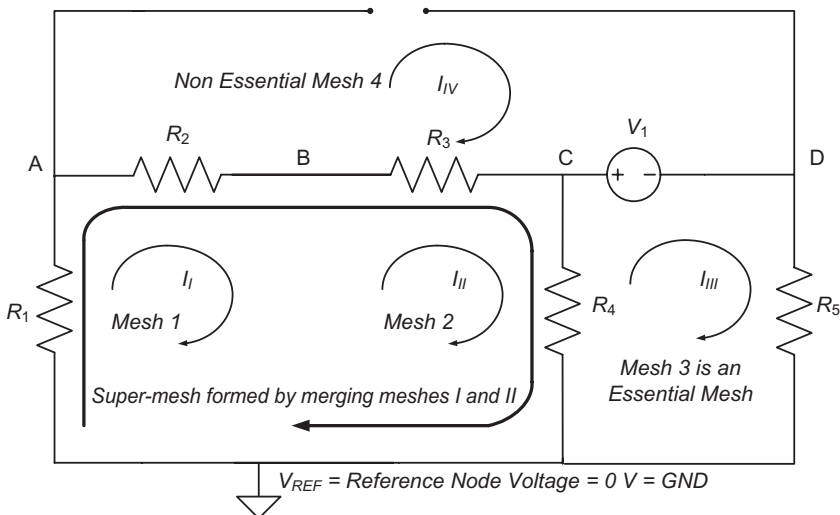 Non Essential Mesh 4
I_IV
R2
R3
V1
A
B
C
D
+ −
R1
I_I
Mesh 1
I_II
Mesh 2
R4
I_III
R5
Mesh 3 is an
Essential Mesh
Super-mesh formed by merging meshes I and II
V_REF = Reference Node Voltage = 0 V = GND